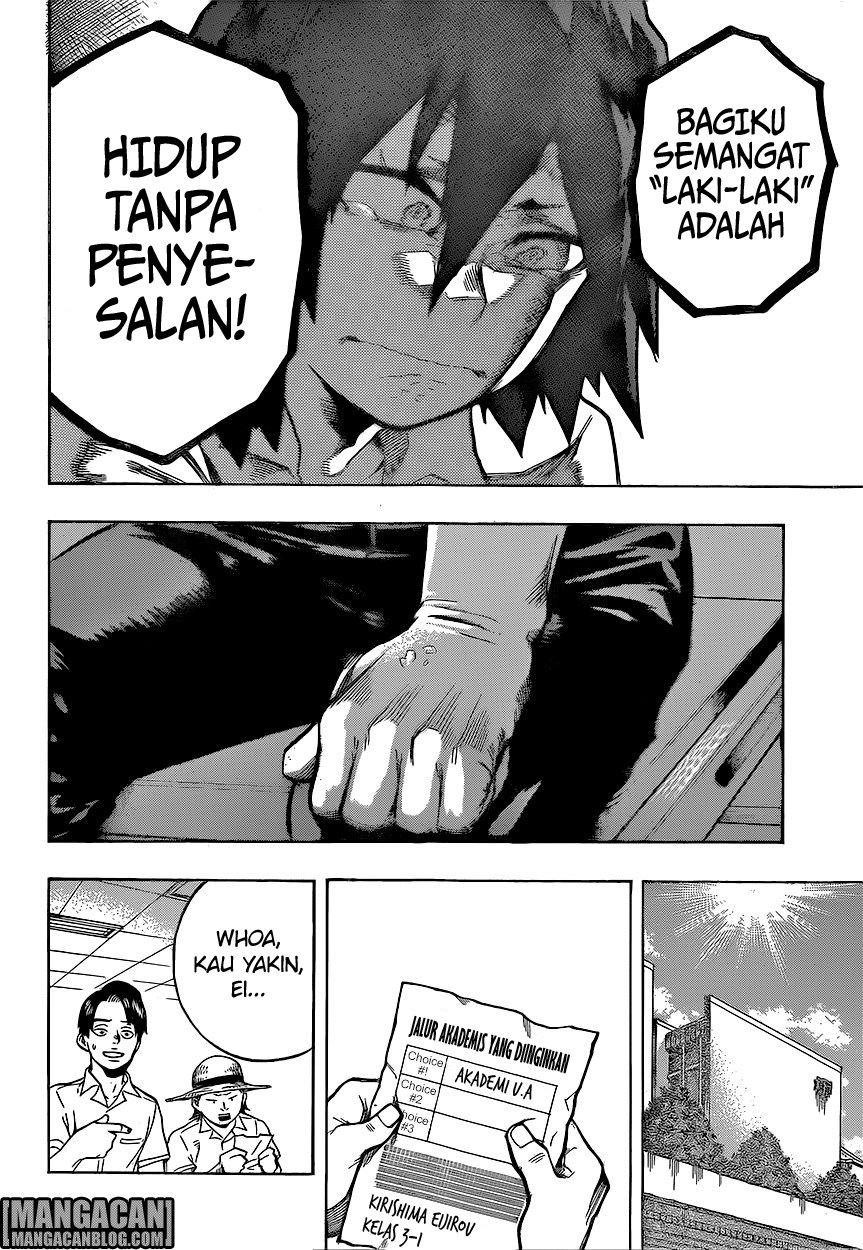 BAGIKU
SEMANGAT
"LAKI-LAKI"
ADALAH
HIDUP
TANPA
PENYE-
SALAN!
JALUR AKADEMIS YANG DIINGINKAN
Choice
#1
AKADEMI U.A
Choice
#2
Choice
#3
KIRISHIMA EIJIROU
KELAS 3-1
WHOA,
KAU YAKIN,
EI...
[MANGACAN]
MANGACANBLOG.COM